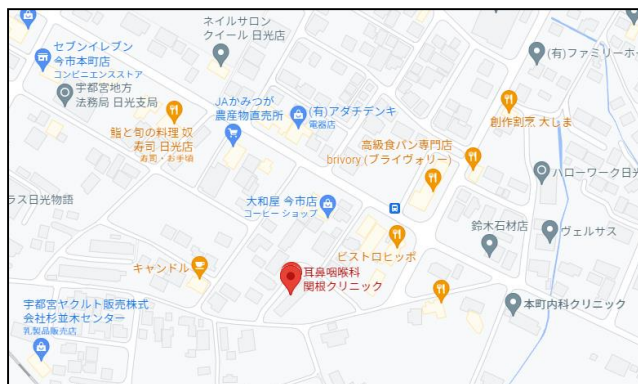 ネイルサロン
クイール 日光店
セブンイレブン
今市本町店
コンビニエンスストア
(有)ファミリーホー
宇都宮地方
法務局 日光支局
JAかみつが
農産物直売所
(有)アダチデンキ
電器店
創作割烹 大しま
鮨と旬の料理 奴
寿司 日光店
寿司・お手頃
高級食パン専門店
brivory (ブライヴォリー)
ハローワーク日光
ラス日光物語
大和屋 今市店
コーヒー ショップ
鈴木石材店
ヴェルサス
ビストロヒッポ
キャンドル
耳鼻咽喉科
関根クリニック
宇都宮ヤクルト販売株式
会社杉並木センター
乳製品販売店
本町内科クリニック